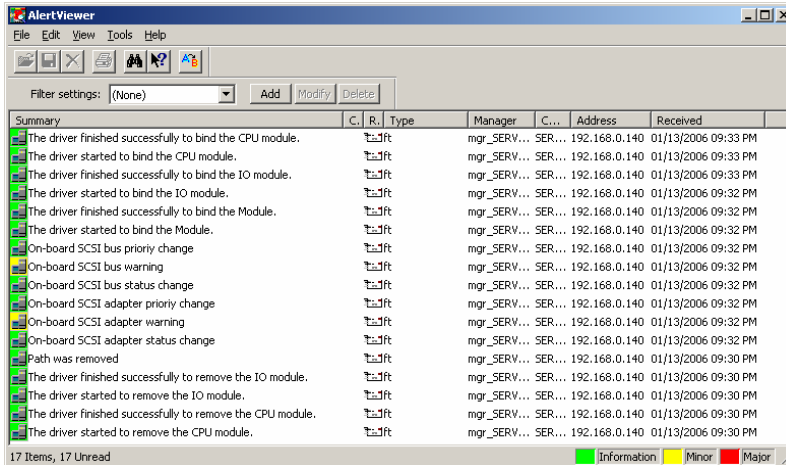 AlertViewer
File Edit View Tools Help
Filter settings: (None) Add Modify Delete
Summary C. R. Type Manager C... Address Received
The driver finished successfully to bind the CPU module. ft mgr_SERV... SER... 192.168.0.140 01/13/2006 09:33 PM
The driver started to bind the CPU module. ft mgr_SERV... SER... 192.168.0.140 01/13/2006 09:33 PM
The driver finished successfully to bind the IO module. ft mgr_SERV... SER... 192.168.0.140 01/13/2006 09:33 PM
The driver started to bind the IO module. ft mgr_SERV... SER... 192.168.0.140 01/13/2006 09:32 PM
The driver finished successfully to bind the Module. ft mgr_SERV... SER... 192.168.0.140 01/13/2006 09:32 PM
The driver started to bind the Module. ft mgr_SERV... SER... 192.168.0.140 01/13/2006 09:32 PM
On-board SCSI bus prioriy change ft mgr_SERV... SER... 192.168.0.140 01/13/2006 09:32 PM
On-board SCSI bus warning ft mgr_SERV... SER... 192.168.0.140 01/13/2006 09:32 PM
On-board SCSI bus status change ft mgr_SERV... SER... 192.168.0.140 01/13/2006 09:32 PM
On-board SCSI adapter prioriy change ft mgr_SERV... SER... 192.168.0.140 01/13/2006 09:32 PM
On-board SCSI adapter warning ft mgr_SERV... SER... 192.168.0.140 01/13/2006 09:32 PM
On-board SCSI adapter status change ft mgr_SERV... SER... 192.168.0.140 01/13/2006 09:32 PM
Path was removed ft mgr_SERV... SER... 192.168.0.140 01/13/2006 09:30 PM
The driver finished successfully to remove the IO module. ft mgr_SERV... SER... 192.168.0.140 01/13/2006 09:30 PM
The driver started to remove the IO module. ft mgr_SERV... SER... 192.168.0.140 01/13/2006 09:30 PM
The driver finished successfully to remove the CPU module. ft mgr_SERV... SER... 192.168.0.140 01/13/2006 09:30 PM
The driver started to remove the CPU module. ft mgr_SERV... SER... 192.168.0.140 01/13/2006 09:30 PM
17 Items, 17 Unread Information Minor Major